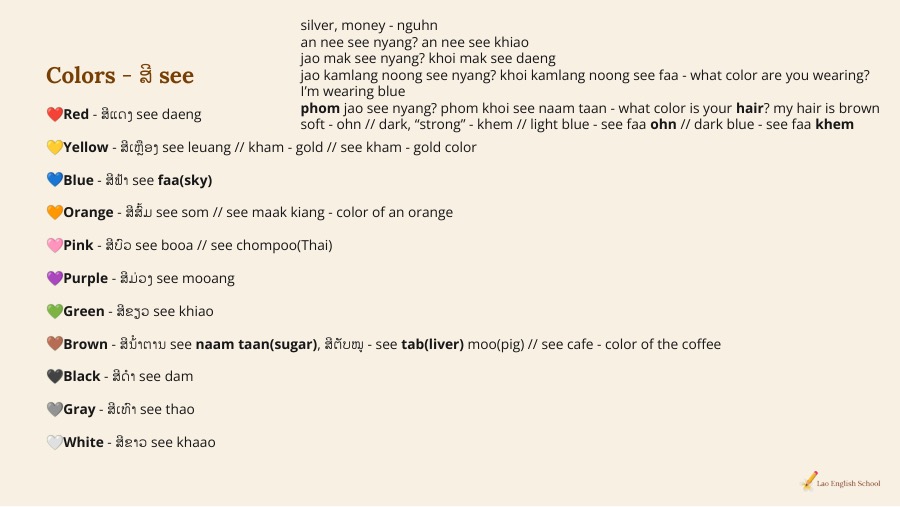 silver, money - nguhn
an nee see nyang? an nee see khiao
jao mak see nyang? khoi mak see daeng
jao kamlang noong see nyang? khoi kamlang noong see faa - what color are you wearing?
I'm wearing blue
phom jao see nyang? phom khoi see naam taan - what color is your hair? my hair is brown
soft - ohn // dark, “strong” - khem // light blue - see faa ohn // dark blue - see faa khem
Colors - ສີ see
❤️Red - ສີແດງ see daeng
💛Yellow - ສີເຫຼືອງ see leuang // kham - gold // see kham - gold color
💙Blue - ສີຟ້າ see faa(sky)
🧡Orange - ສີສົ້ມ see som // see maak kiang - color of an orange
🩷Pink - ສີບົວ see booa // see chompoo(Thai)
💜Purple - ສີມ່ວງ see mooang
💚Green - ສີຂຽວ see khiao
🤎Brown - ສີນ້ຳຕານ see naam taan(sugar), ສີຕັບໝູ - see tab(liver) moo(pig) // see cafe - color of the coffee
🖤Black - ສີດຳ see dam
🩶Gray - ສີເທົາ see thao
🤍White - ສີຂາວ see khaao
Lao English School